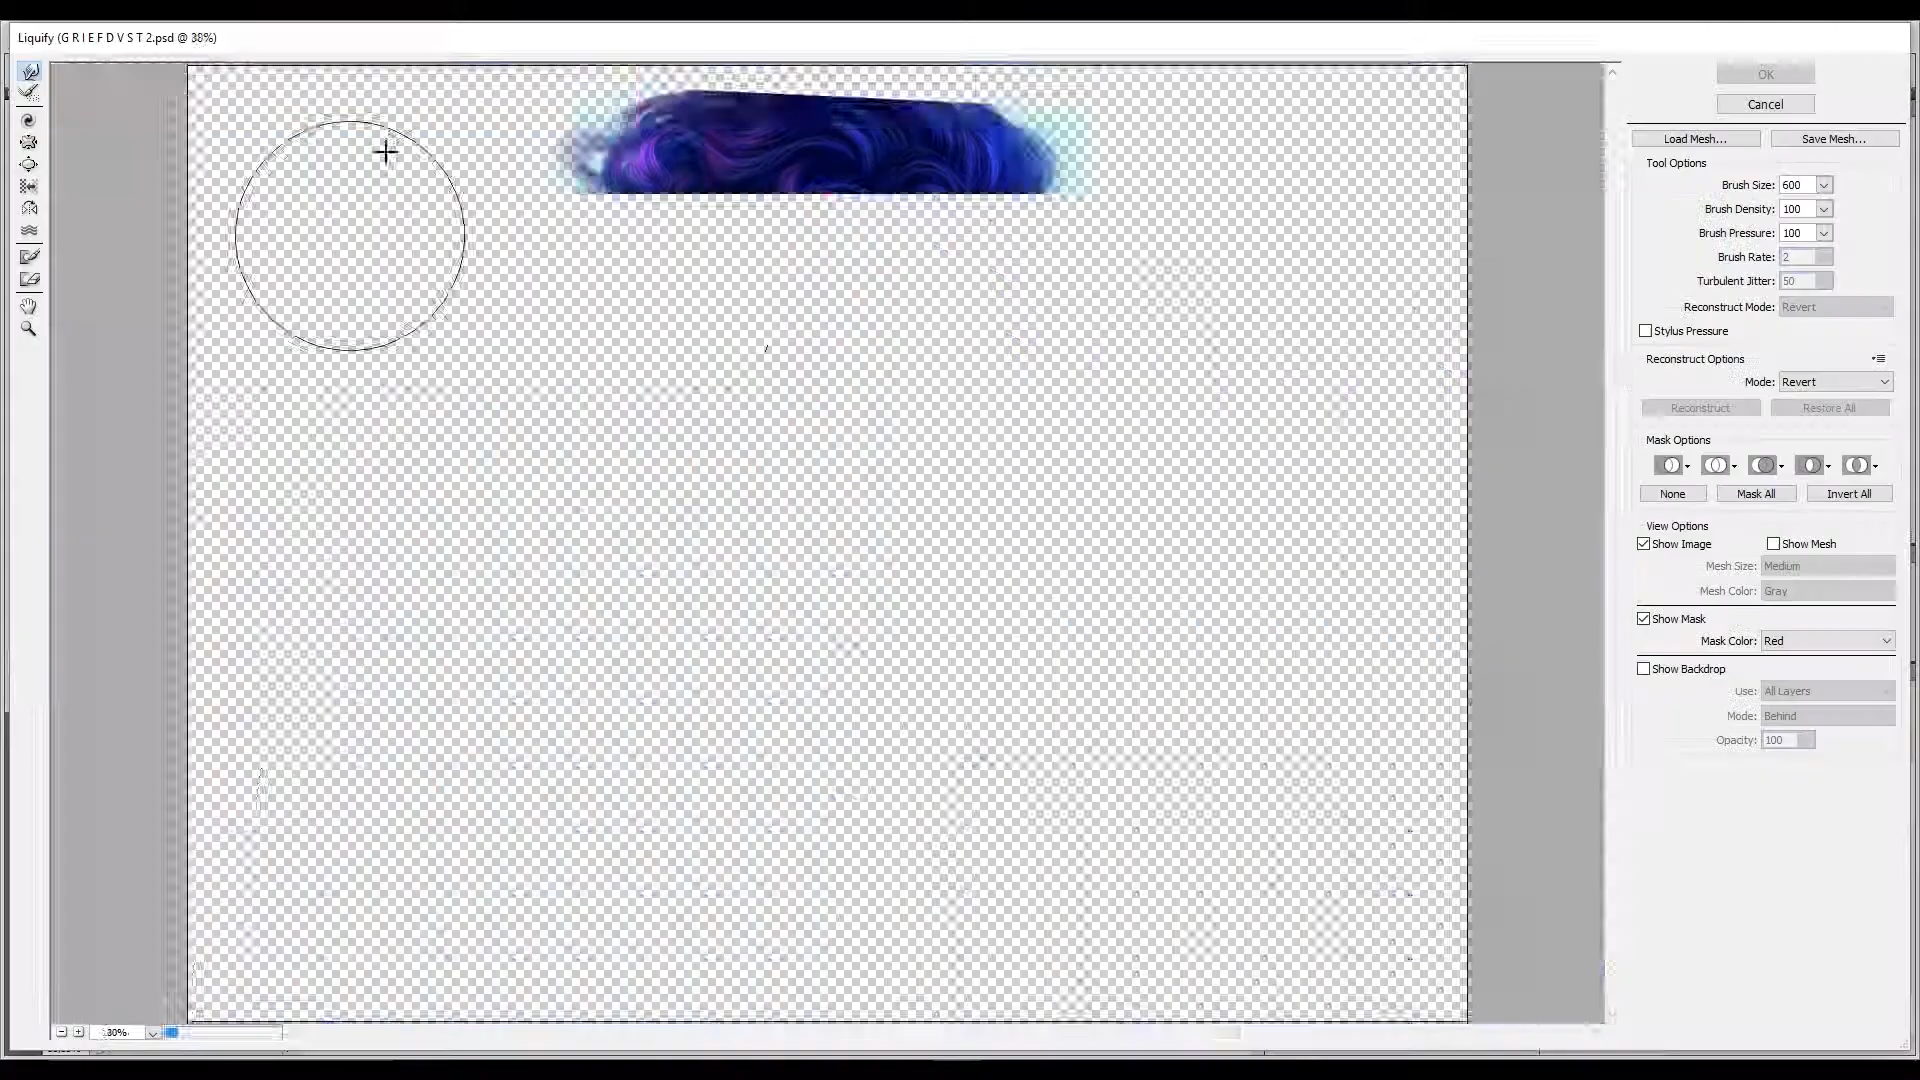 Liquify (G R I E F D V S T 2.psd @ 38%)
OK
Cancel
Load Mesh...
Save Mesh...
Tool Options
Brush Size: 600
Brush Density: 100
Brush Pressure: 100
Brush Rate: 2
Turbulent Jitter: 50
Reconstruct Mode: Revert
Stylus Pressure
Reconstruct Options
Mode: Revert
Reconstruct
Restore All
Mask Options
None
Mask All
Invert All
View Options
Show Image
Show Mesh
Mesh Size: Medium
Mesh Color: Gray
Show Mask
Mask Color: Red
Show Backdrop
Use: All Layers
Mode: Behind
Opacity: 100